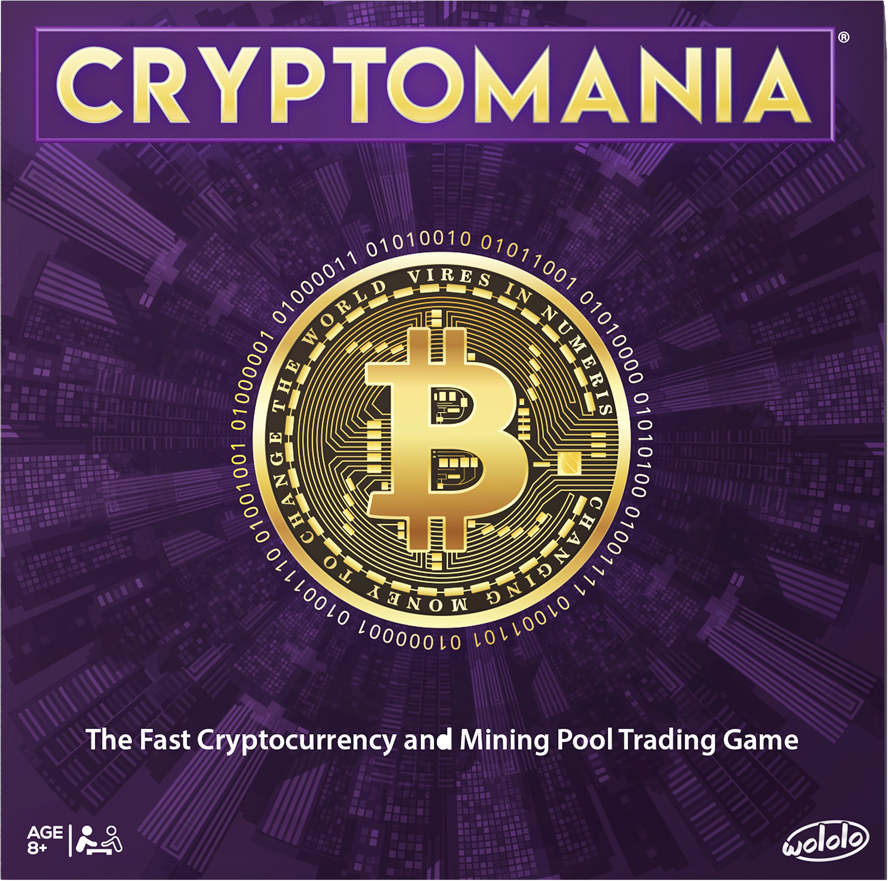 CRYPTOMANIA
®
01000011 01010010 01011001 01010000 01010100 01001111 01001101 01000001 01001110 01001001 01000001
VIRES IN NUMERIS
CHANGING MONEY TO CHANGE THE WORLD
The Fast Cryptocurrency and Mining Pool Trading Game
AGE
8+
wololo